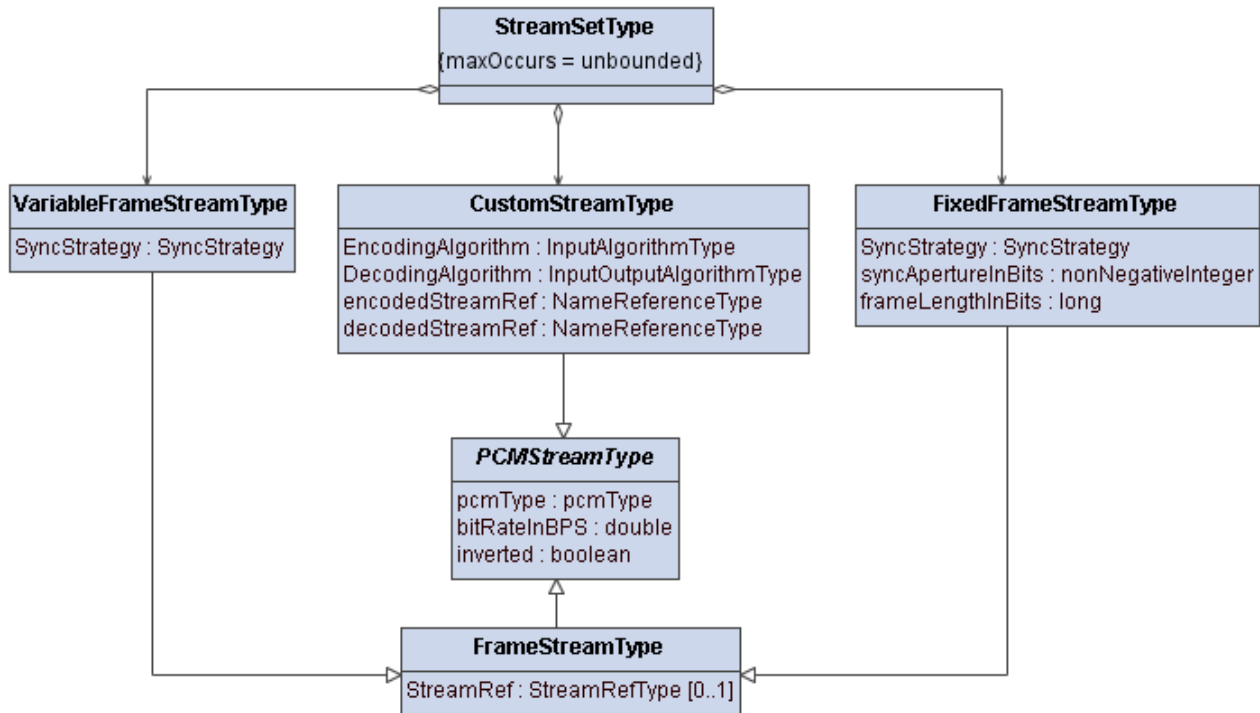 StreamSetType
{maxOccurs = unbounded}
VariableFrameStreamType
SyncStrategy : SyncStrategy
CustomStreamType
EncodingAlgorithm : InputAlgorithmType
DecodingAlgorithm : InputOutputAlgorithmType
encodedStreamRef : NameReferenceType
decodedStreamRef : NameReferenceType
FixedFrameStreamType
SyncStrategy : SyncStrategy
syncApertureInBits : nonNegativeInteger
frameLengthInBits : long
PCMStreamType
pcmType : pcmType
bitRateInBPS : double
inverted : boolean
FrameStreamType
StreamRef : StreamRefType [0..1]